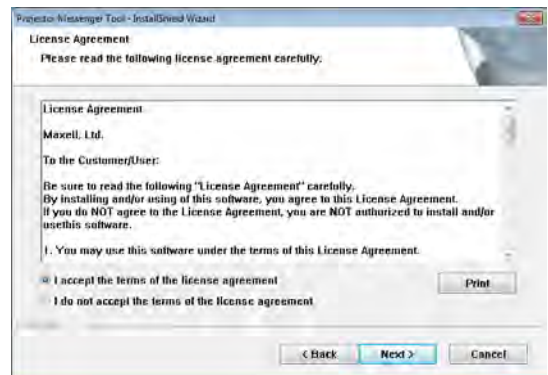 Projector Messenger Tool - InstallShield Wizard
License Agreement
Please read the following license agreement carefully.
License Agreement
Maxell, Ltd.
To the Customer/User:
Be sure to read the following "License Agreement" carefully.
By installing and/or using of this software, you agree to this License Agreement.
If you do NOT agree to the License Agreement, you are NOT authorized to install and/or
usethis software.
1. You may use this software under the terms of this License Agreement.
I accept the terms of the license agreement
Print
I do not accept the terms of the license agreement
< Back
Next >
Cancel